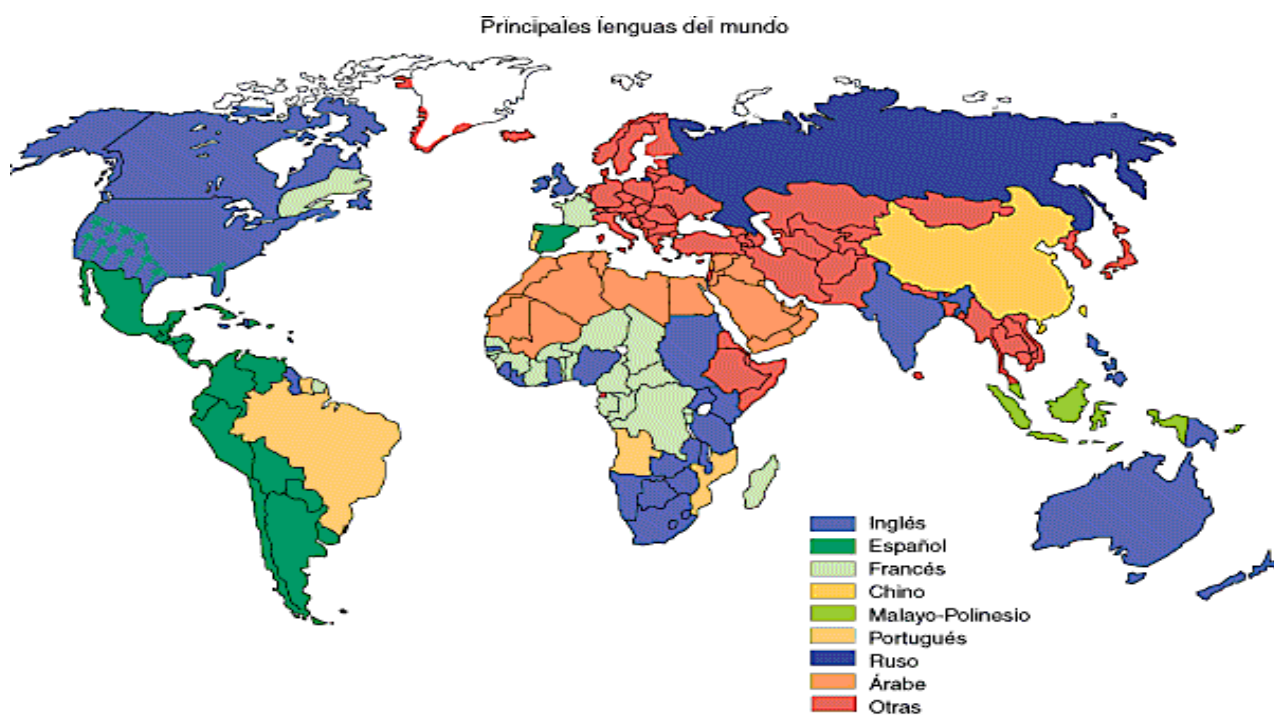 Principales lenguas del mundo
Inglés
Español
Francés
Chino
Malayo-Polinesio
Portugués
Ruso
Árabe
Otras